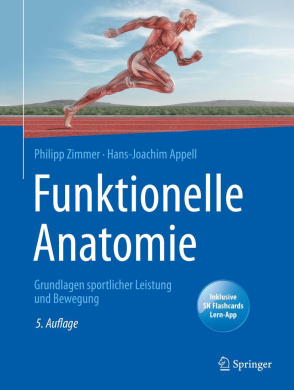 Philipp Zimmer · Hans-Joachim Appell
Funktionelle
Anatomie
Grundlagen sportlicher Leistung
und Bewegung
5. Auflage
Inklusive
SN Flashcards
Lern-App
Springer